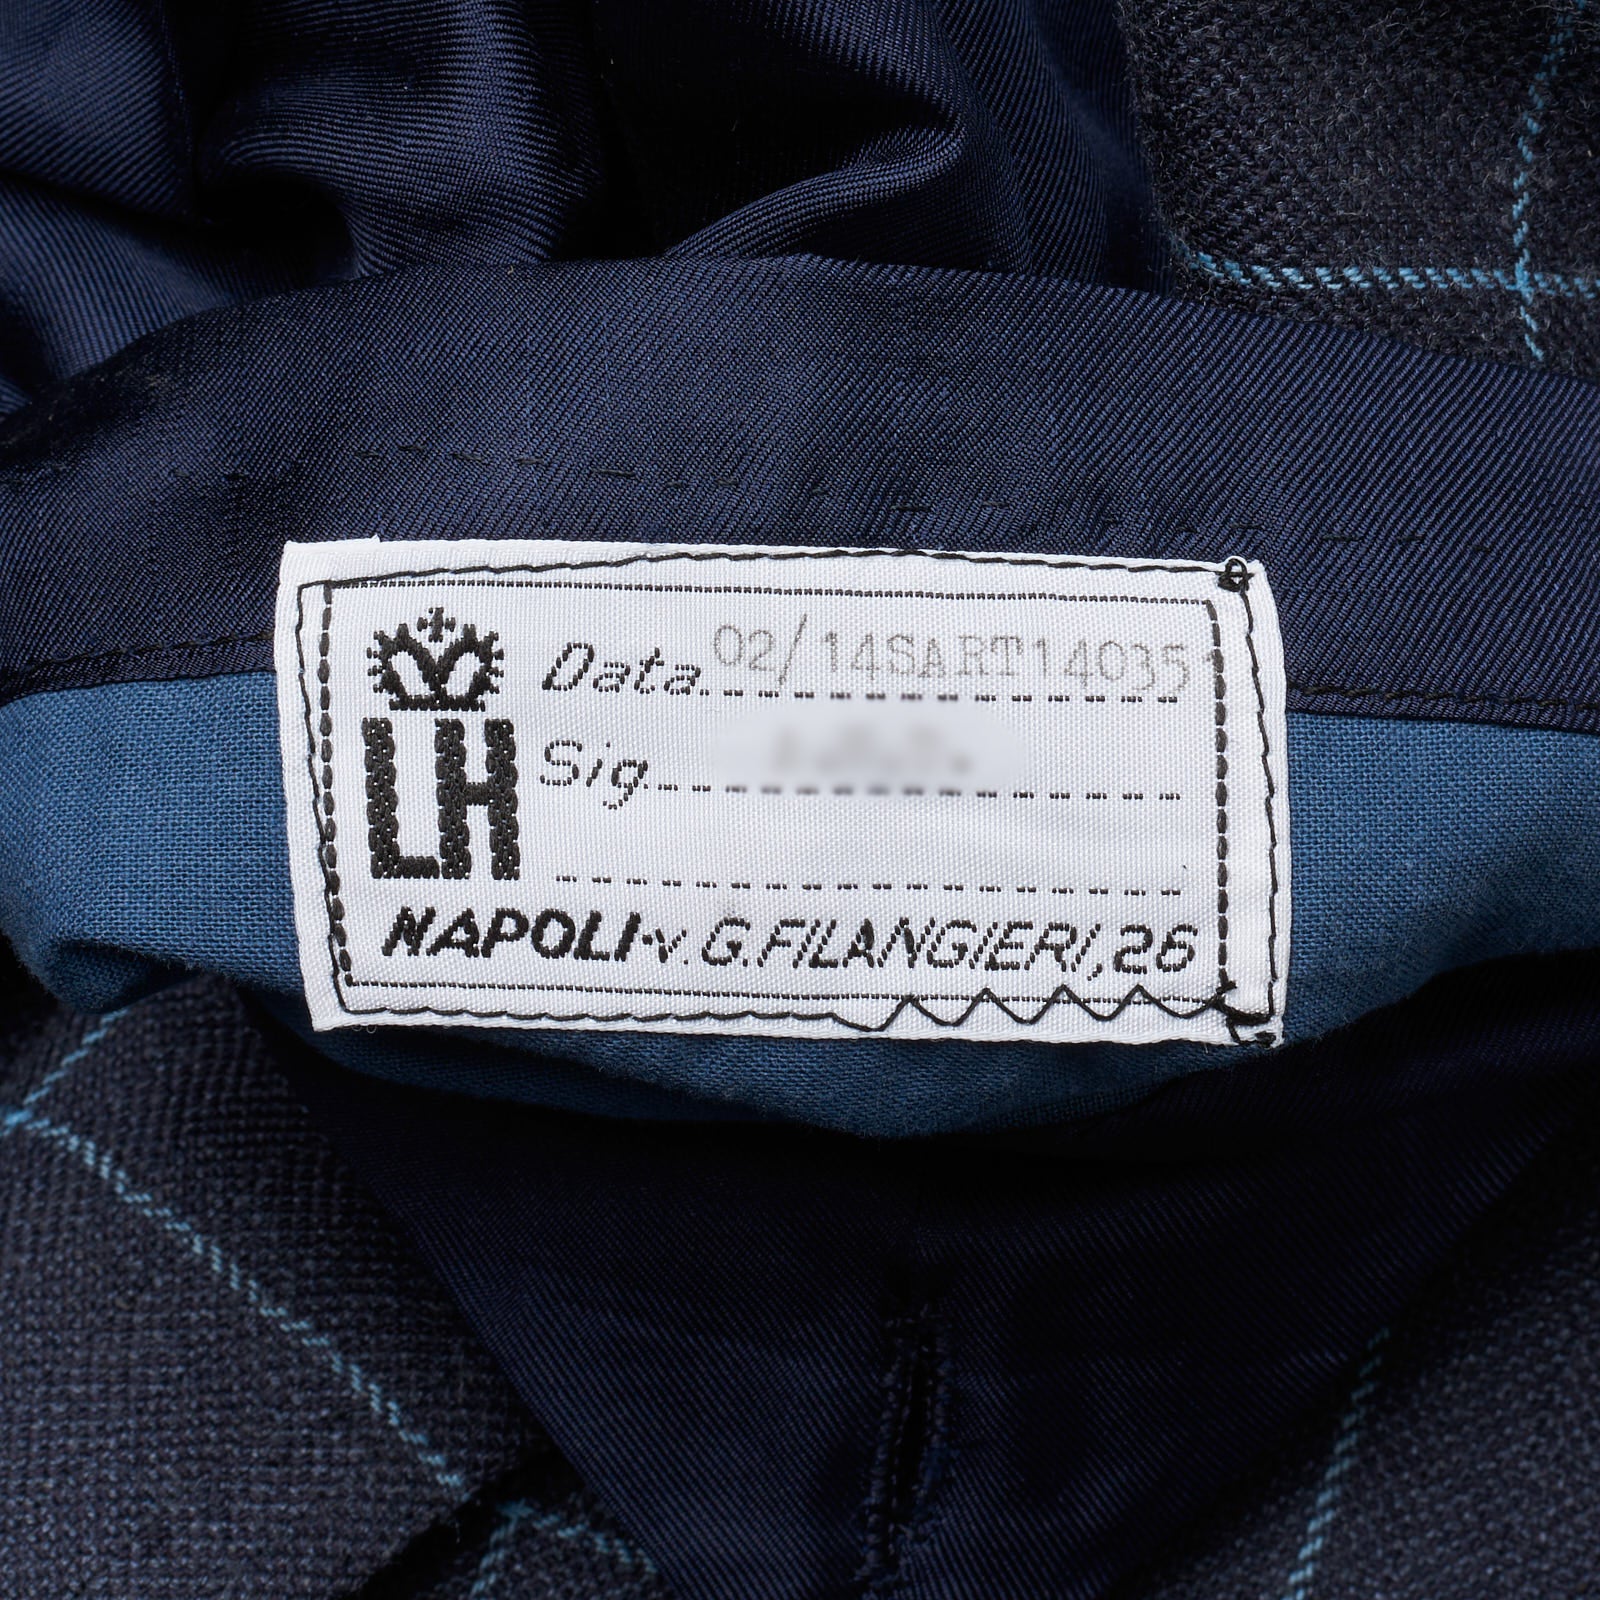 LH
Data 02/14SART14035
Sig.
NAPOLI·v. G.FILANGIERI, 26